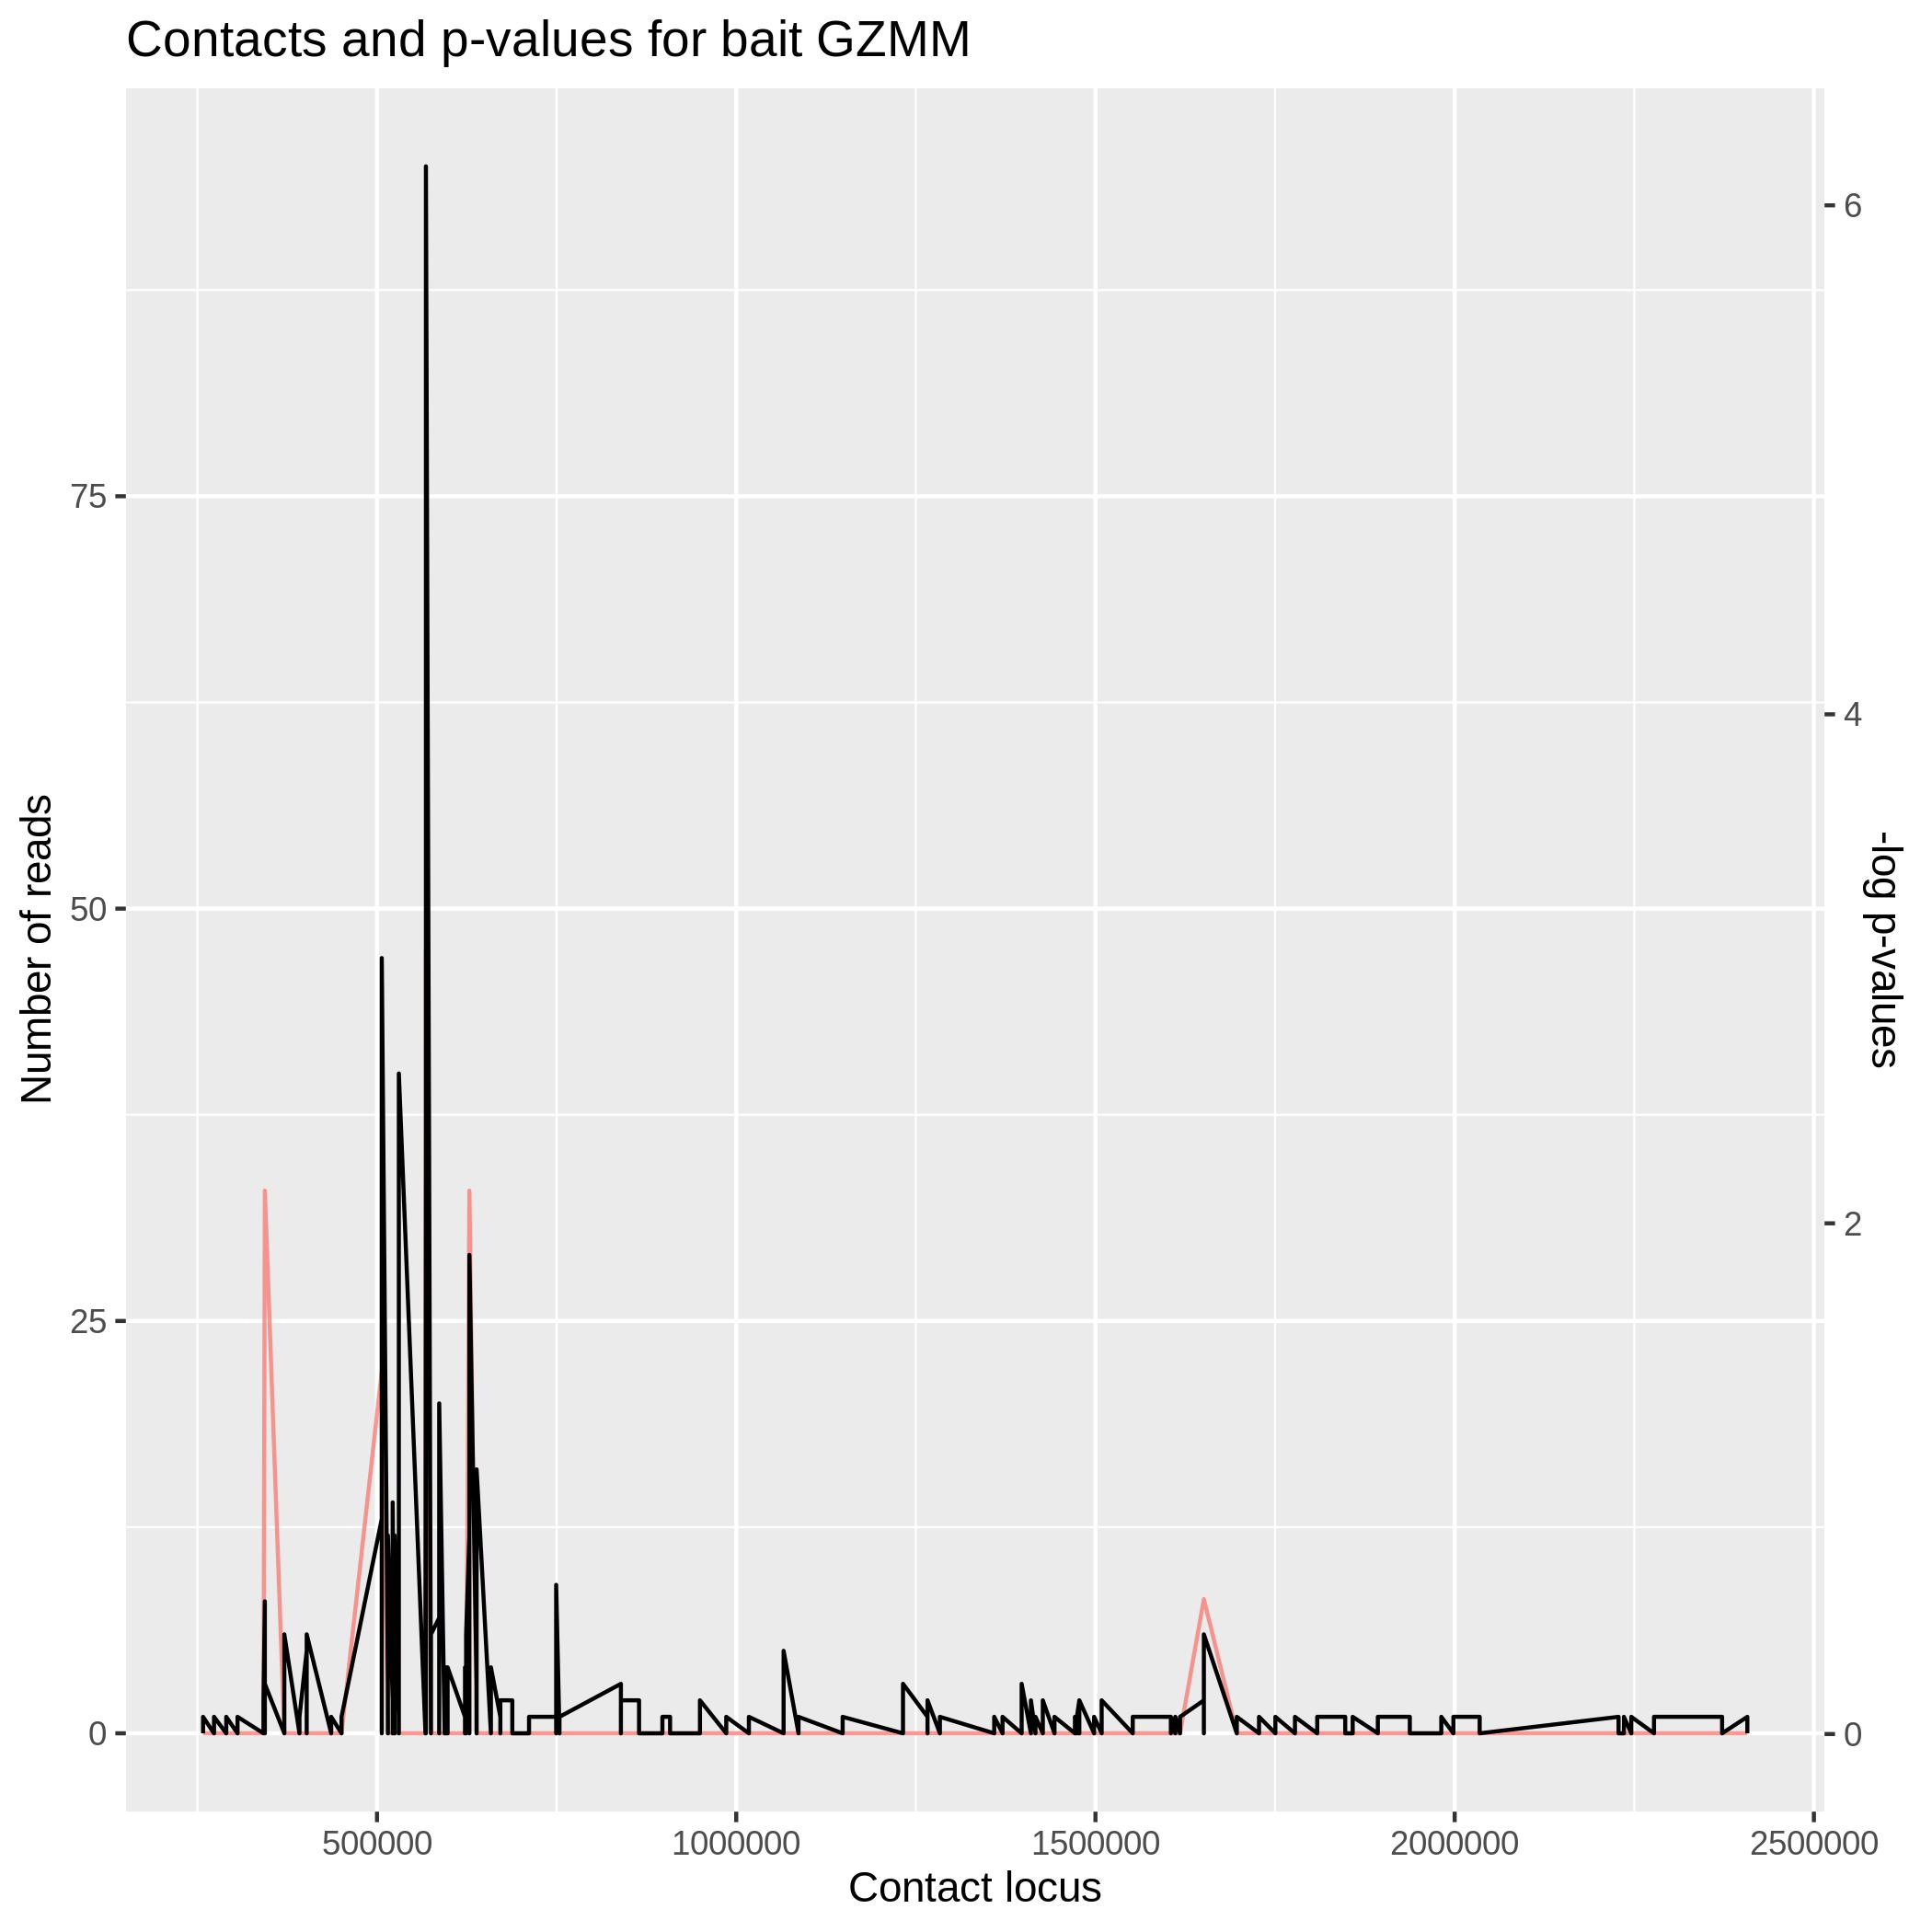 Contacts and p-values for bait GZMM
Number of reads
75
50
25
0
6
4
2
0
-log p-values
500000 1000000 1500000 2000000 2500000
Contact locus